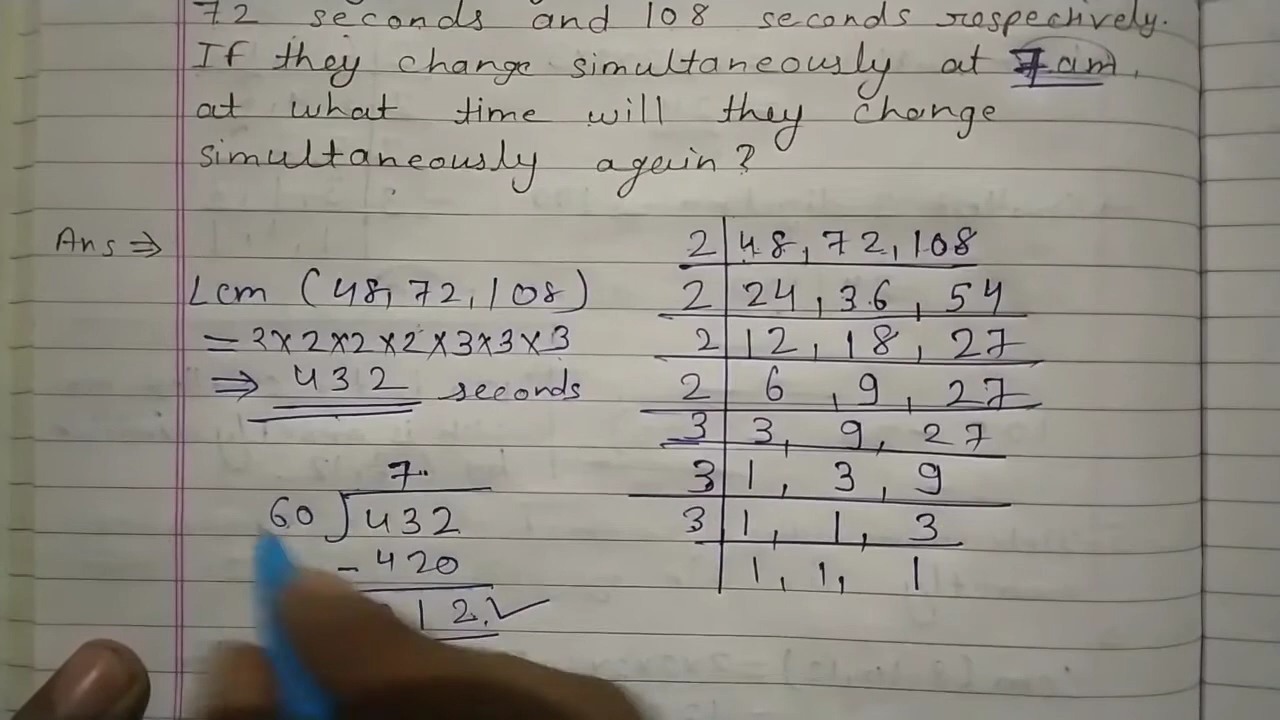 72 seconds and 108 seconds respectively.
If they change simultaneously at 7am,
at what time will they change
simultaneously again?
Ans ⇒
Lcm (48,72,108)
= 2×2×2×2×3×3×3
⇒ 432 seconds
2 | 48, 72, 108
2 | 24, 36, 54
2 | 12, 18, 27
2 | 6, 9, 27
3 | 3, 9, 27
3 | 1, 3, 9
3 | 1, 1, 3
1, 1, 1
7
60 ) 432
- 420
12 ✓